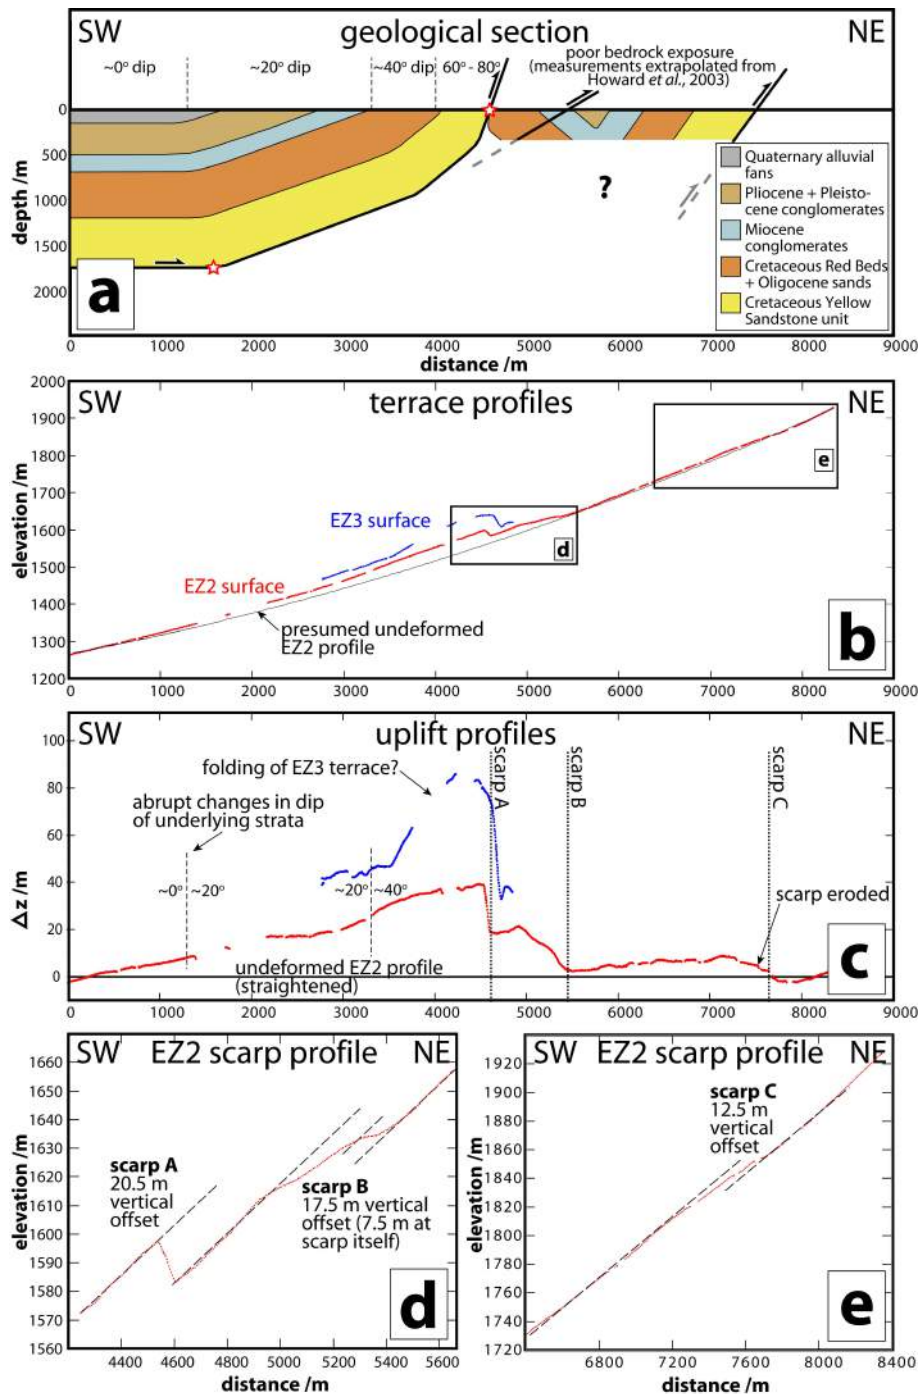 SW geological section NE
~0° dip ~20° dip ~40° dip 60° - 80°
poor bedrock exposure
(measurements extrapolated from
Howard et al., 2003)
0
500
1000
1500
2000
depth /m
?
Quaternary alluvial
fans
Pliocene + Pleisto-
cene conglomerates
Miocene
conglomerates
Cretaceous Red Beds
+ Oligocene sands
Cretaceous Yellow
Sandstone unit
a
0 1000 2000 3000 4000 5000 6000 7000 8000 9000
distance /m
SW terrace profiles NE
2000
1900
1800
1700
1600
1500
1400
1300
1200
elevation /m
e
EZ3 surface
d
EZ2 surface
presumed undeformed
EZ2 profile
b
0 1000 2000 3000 4000 5000 6000 7000 8000 9000
SW uplift profiles NE
100
80
60
40
20
0
Δz /m
folding of EZ3 terrace?
scarp A
scarp B
scarp C
abrupt changes in dip
of underlying strata
~0° ~20°
~20° ~40°
scarp eroded
undeformed EZ2 profile
(straightened)
c
0 1000 2000 3000 4000 5000 6000 7000 8000 9000
SW EZ2 scarp profile NE
1660
1650
1640
1630
1620
1610
1600
1590
1580
1570
1560
elevation /m
scarp A
20.5 m
vertical
offset
scarp B
17.5 m vertical
offset (7.5 m at
scarp itself)
d
4400 4600 4800 5000 5200 5400 5600
distance /m
SW EZ2 scarp profile NE
1920
1900
1880
1860
1840
1820
1800
1780
1760
1740
1720
elevation /m
scarp C
12.5 m
vertical
offset
e
6800 7200 7600 8000 8400
distance /m